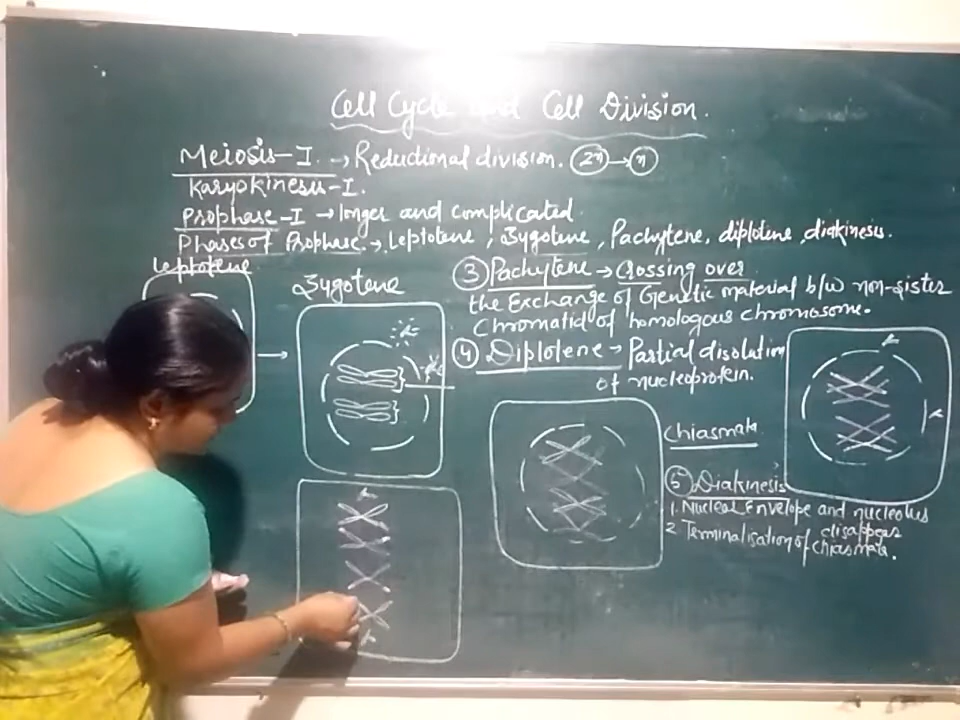 Cell Cycle and Cell Division.
Meiosis-I. → Reductional division. 2n → n
Karyokinesis-I.
Prophase-I → longer and complicated.
Phases of Prophase. → Leptotene, Zygotene, Pachytene, diplotene, diakinesis.
Leptotene
Zygotene
③ Pachytene → Crossing over
the Exchange of Genetic material b/w non-sister
Chromatid of homologous chromosome.
④ Diplotene → Partial disolution
of nucleoprotein.
Chiasmata
⑤ Diakinesis
1. Nuclear Envelope and nucleolus
disappear
2. Terminalisation of chiasmata.